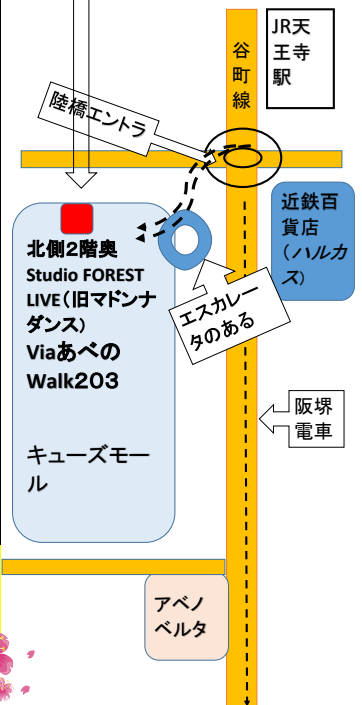 JR天
王寺
駅
谷
町
線
陸橋エントラ
近鉄百
貨店
（ハルカ
ス）
北側２階奥
Studio FOREST
LIVE（旧マドンナ
ダンス）
Viaあべの
Walk２０３
エスカレー
タのある
キューズモー
ル
阪堺
電車
アベノ
ベルタ